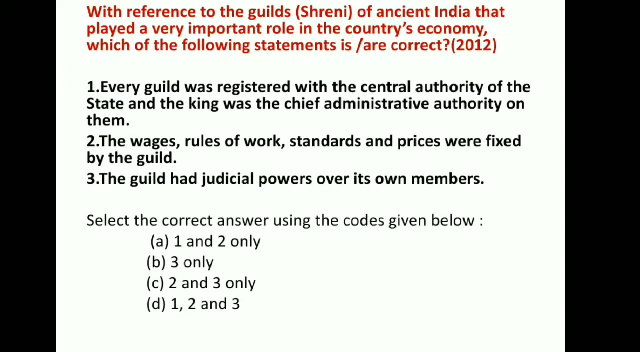 With reference to the guilds (Shreni) of ancient India that
played a very important role in the country's economy,
which of the following statements is /are correct?(2012)
1.Every guild was registered with the central authority of the
State and the king was the chief administrative authority on
them.
2.The wages, rules of work, standards and prices were fixed
by the guild.
3.The guild had judicial powers over its own members.
Select the correct answer using the codes given below :
(a) 1 and 2 only
(b) 3 only
(c) 2 and 3 only
(d) 1, 2 and 3